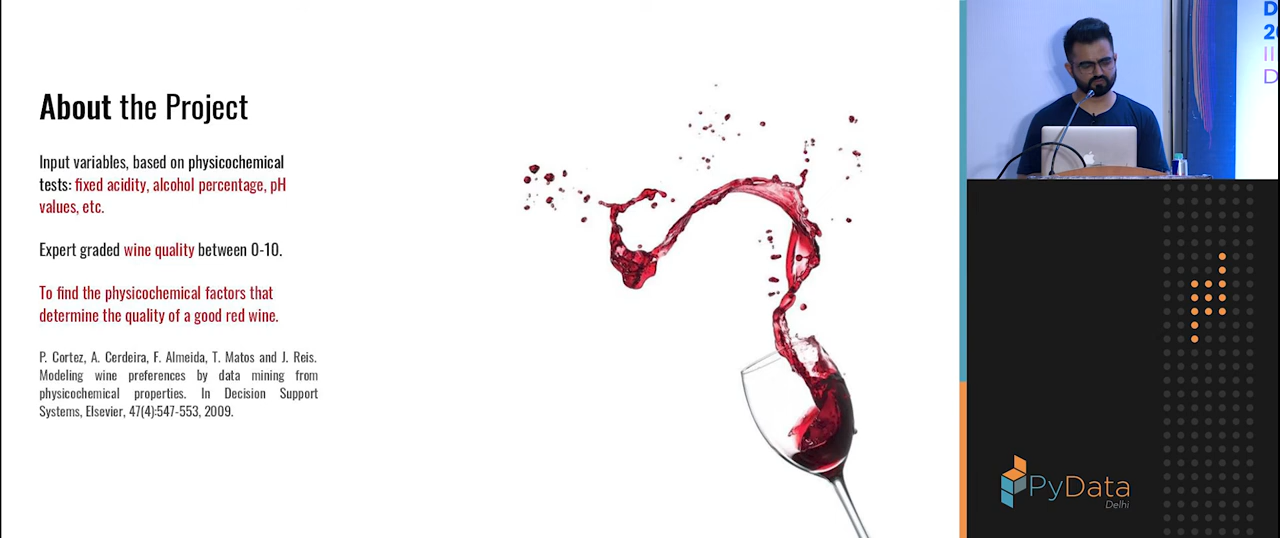 About the Project
Input variables, based on physicochemical
tests: fixed acidity, alcohol percentage, pH
values, etc.
Expert graded wine quality between 0-10.
To find the physicochemical factors that
determine the quality of a good red wine.
P. Cortez, A. Cerdeira, F. Almeida, T. Matos and J. Reis.
Modeling wine preferences by data mining from
physicochemical properties. In Decision Support
Systems, Elsevier, 47(4):547-553, 2009.
PyData
Delhi